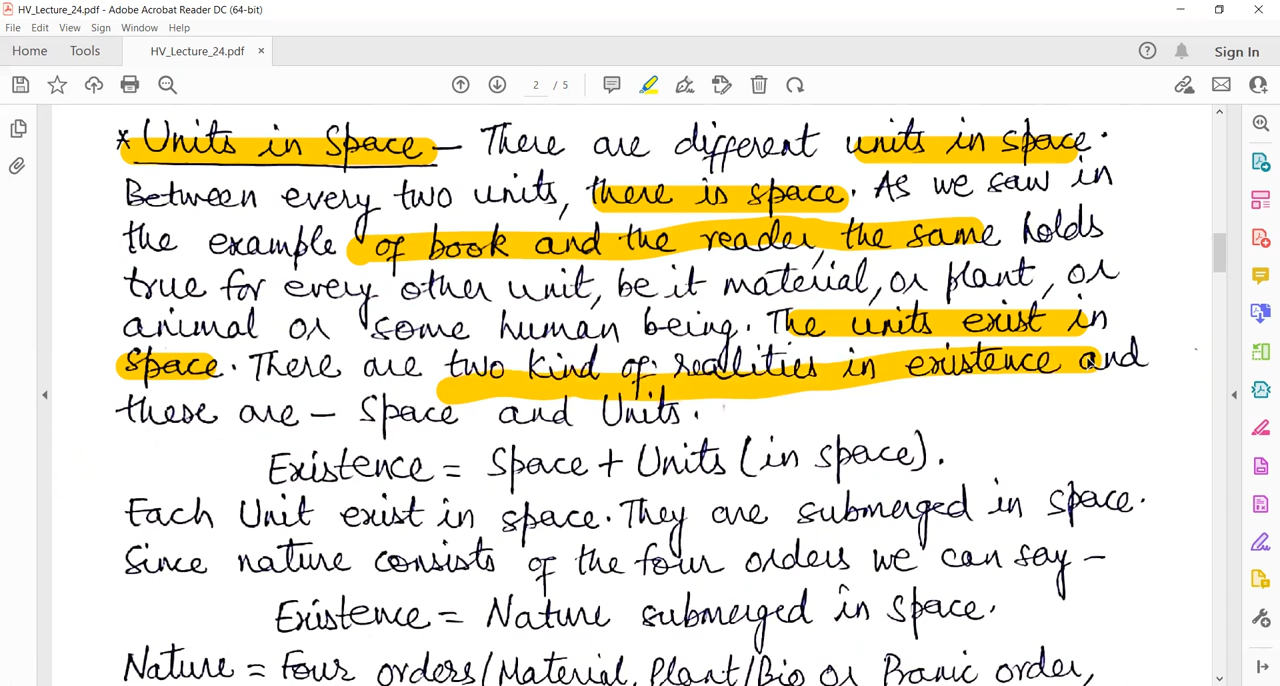 HV_Lecture_24.pdf - Adobe Acrobat Reader DC (64-bit)
File Edit View Sign Window Help
Home Tools HV_Lecture_24.pdf × Sign In
2 / 5
* Units in Space – There are different units in space.
Between every two units, there is space. As we saw in
the example of book and the reader, the same holds
true for every other unit, be it material, or plant, or
animal or some human being. The units exist in
space. There are two kind of realities in existence and
these are – Space and Units.
Existence = Space + Units (in space).
Each Unit exist in space. They are submerged in space.
Since nature consists of the four orders we can say –
Existence = Nature submerged in space.
Nature = Four orders/Material, Plant/Bio or Pranic order,